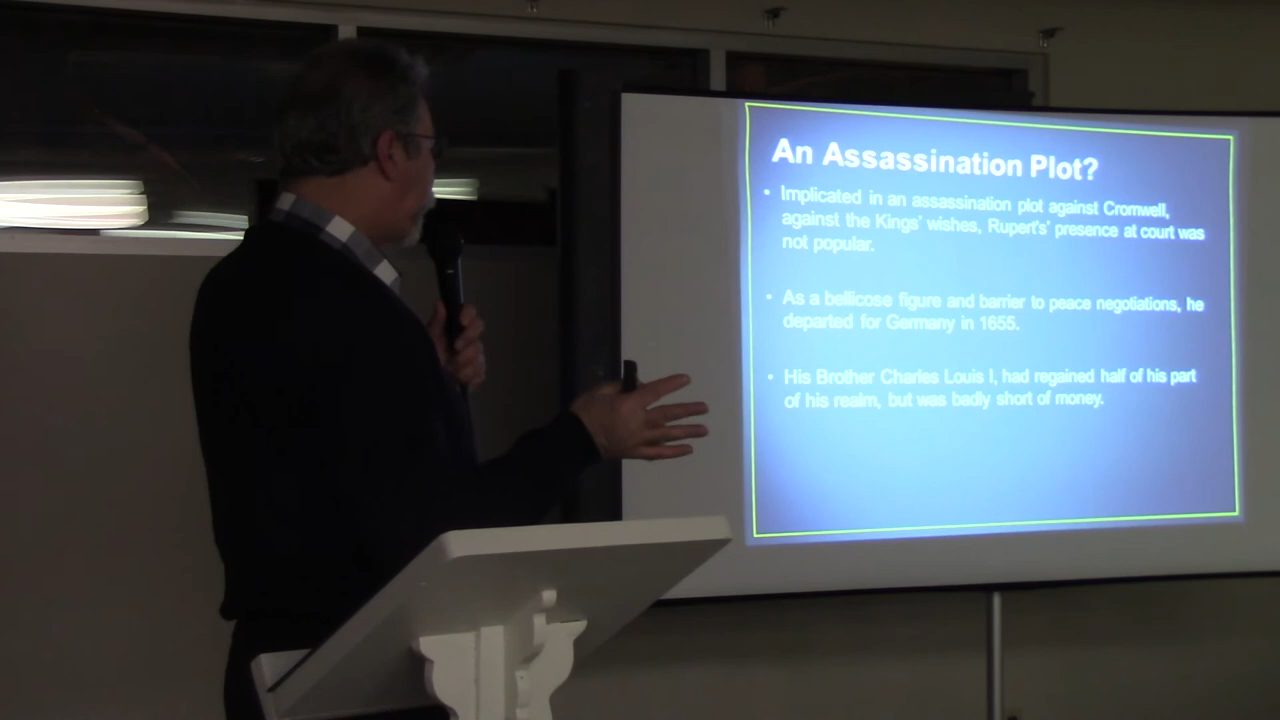 An Assassination Plot?
• Implicated in an assassination plot against Cromwell,
against the Kings' wishes, Rupert's' presence at court was
not popular.
• As a bellicose figure and barrier to peace negotiations, he
departed for Germany in 1655.
• His Brother Charles Louis I, had regained half of his part
of his realm, but was badly short of money.